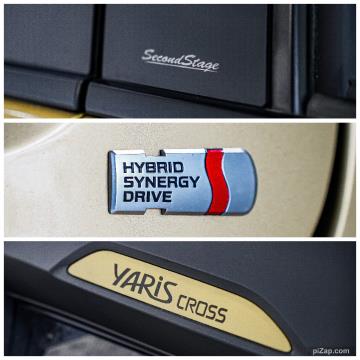 SecondStage
HYBRID
SYNERGY
DRIVE
YARiS CROSS
piZap.com